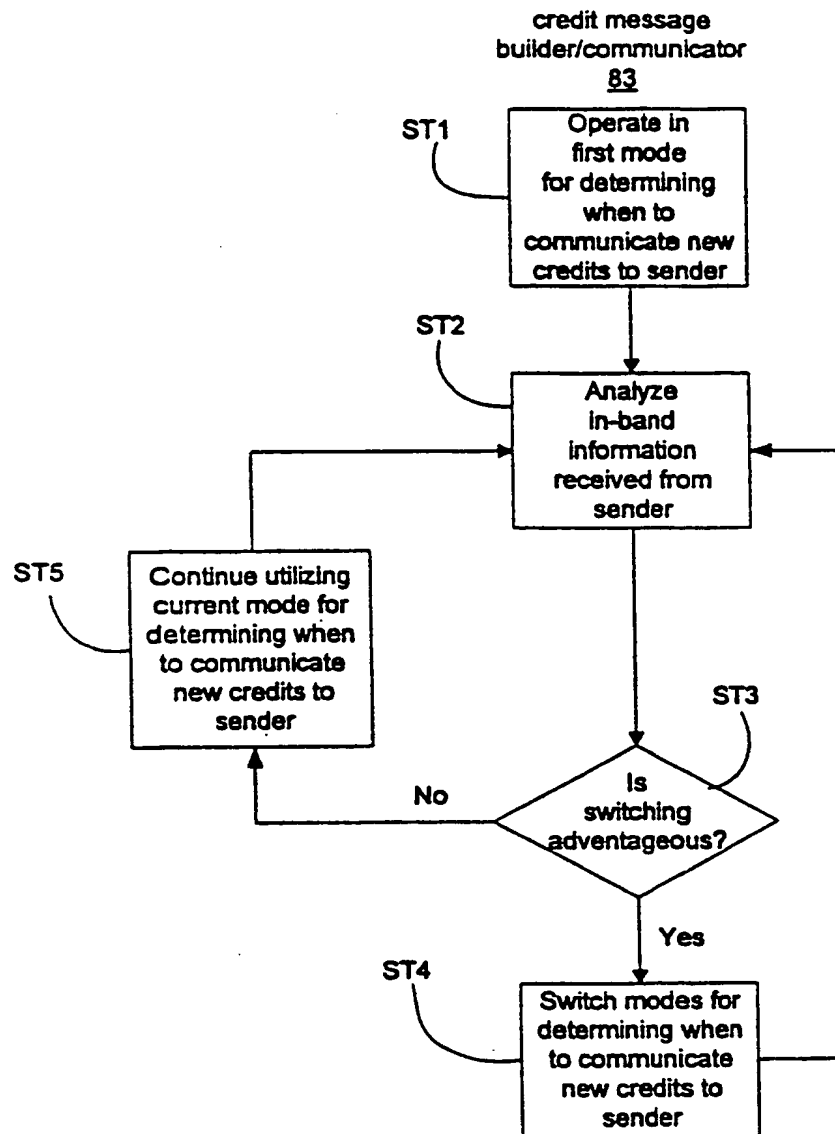 credit message
builder/communicator
83
ST1
Operate in
first mode
for determining
when to
communicate new
credits to sender
ST2
Analyze
in-band
information
received from
sender
ST5
Continue utilizing
current mode for
determining when
to communicate
new credits to
sender
ST3
Is
switching
adventageous?
No
Yes
ST4
Switch modes for
determining when
to communicate
new credits to
sender